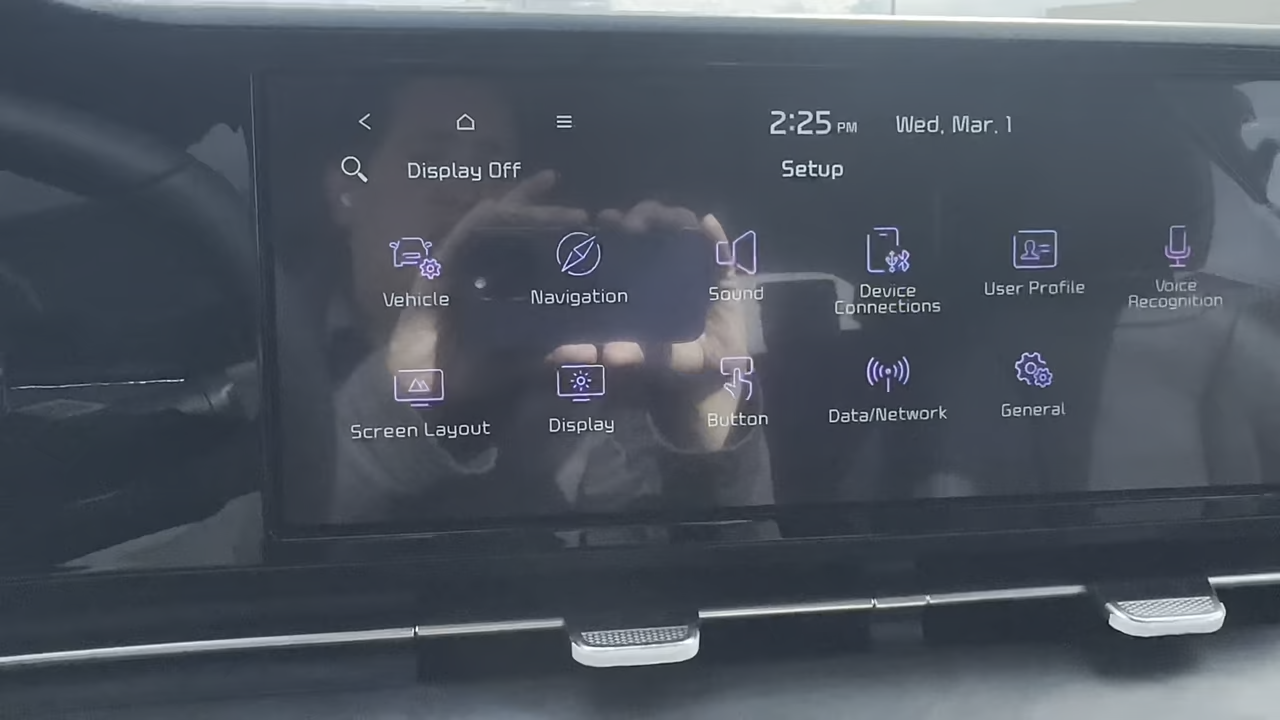 2:25 PM Wed, Mar. 1
Display Off Setup
Vehicle
Navigation
Sound
Device
Connections
User Profile
Voice
Recognition
Screen Layout
Display
Button
Data/Network
General